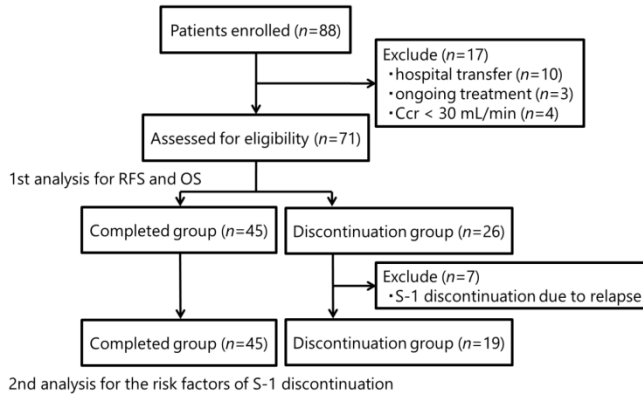 Patients enrolled (n=88)
Exclude (n=17)
・hospital transfer (n=10)
・ongoing treatment (n=3)
・Ccr < 30 mL/min (n=4)
Assessed for eligibility (n=71)
1st analysis for RFS and OS
Completed group (n=45)
Discontinuation group (n=26)
Exclude (n=7)
・S-1 discontinuation due to relapse
Completed group (n=45)
Discontinuation group (n=19)
2nd analysis for the risk factors of S-1 discontinuation